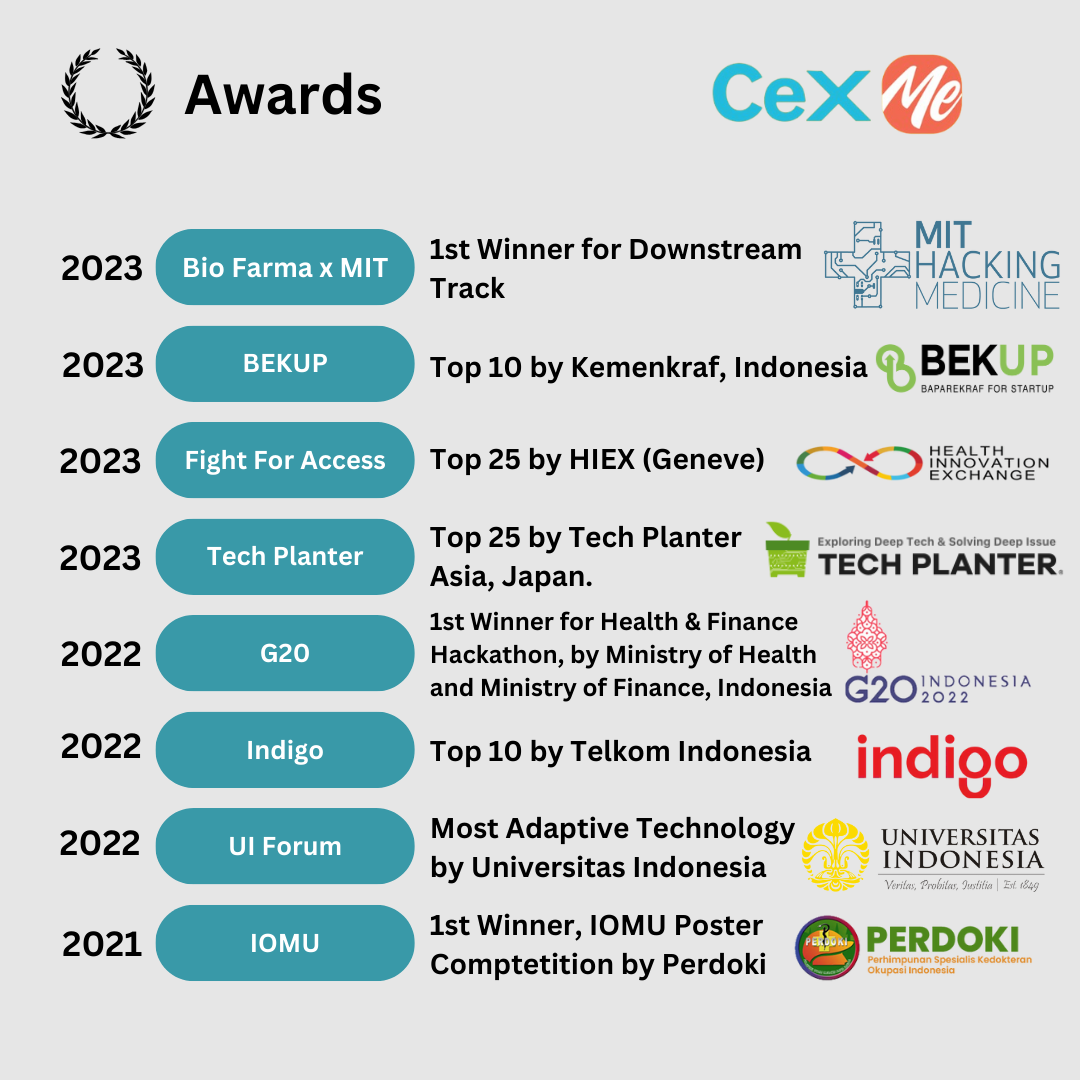 Awards
CeX Me
2023
Bio Farma x MIT
1st Winner for Downstream
Track
MIT
HACKING
MEDICINE
2023
BEKUP
Top 10 by Kemenkraf, Indonesia
BEKUP
BAPAREKRAF FOR STARTUP
2023
Fight For Access
Top 25 by HIEX (Geneve)
HEALTH
INNOVATION
EXCHANGE
2023
Tech Planter
Top 25 by Tech Planter
Asia, Japan.
Exploring Deep Tech & Solving Deep Issue
TECH PLANTER.
2022
G20
1st Winner for Health & Finance
Hackathon, by Ministry of Health
and Ministry of Finance, Indonesia
G20 INDONESIA
2022
2022
Indigo
Top 10 by Telkom Indonesia
indigo
2022
UI Forum
Most Adaptive Technology
by Universitas Indonesia
UNIVERSITAS
INDONESIA
Veritas, Probitas, Iustitia | Est. 1849
2021
IOMU
1st Winner, IOMU Poster
Comptetition by Perdoki
PERDOKI
PERDOKI
Perhimpunan Spesialis Kedokteran
Okupasi Indonesia